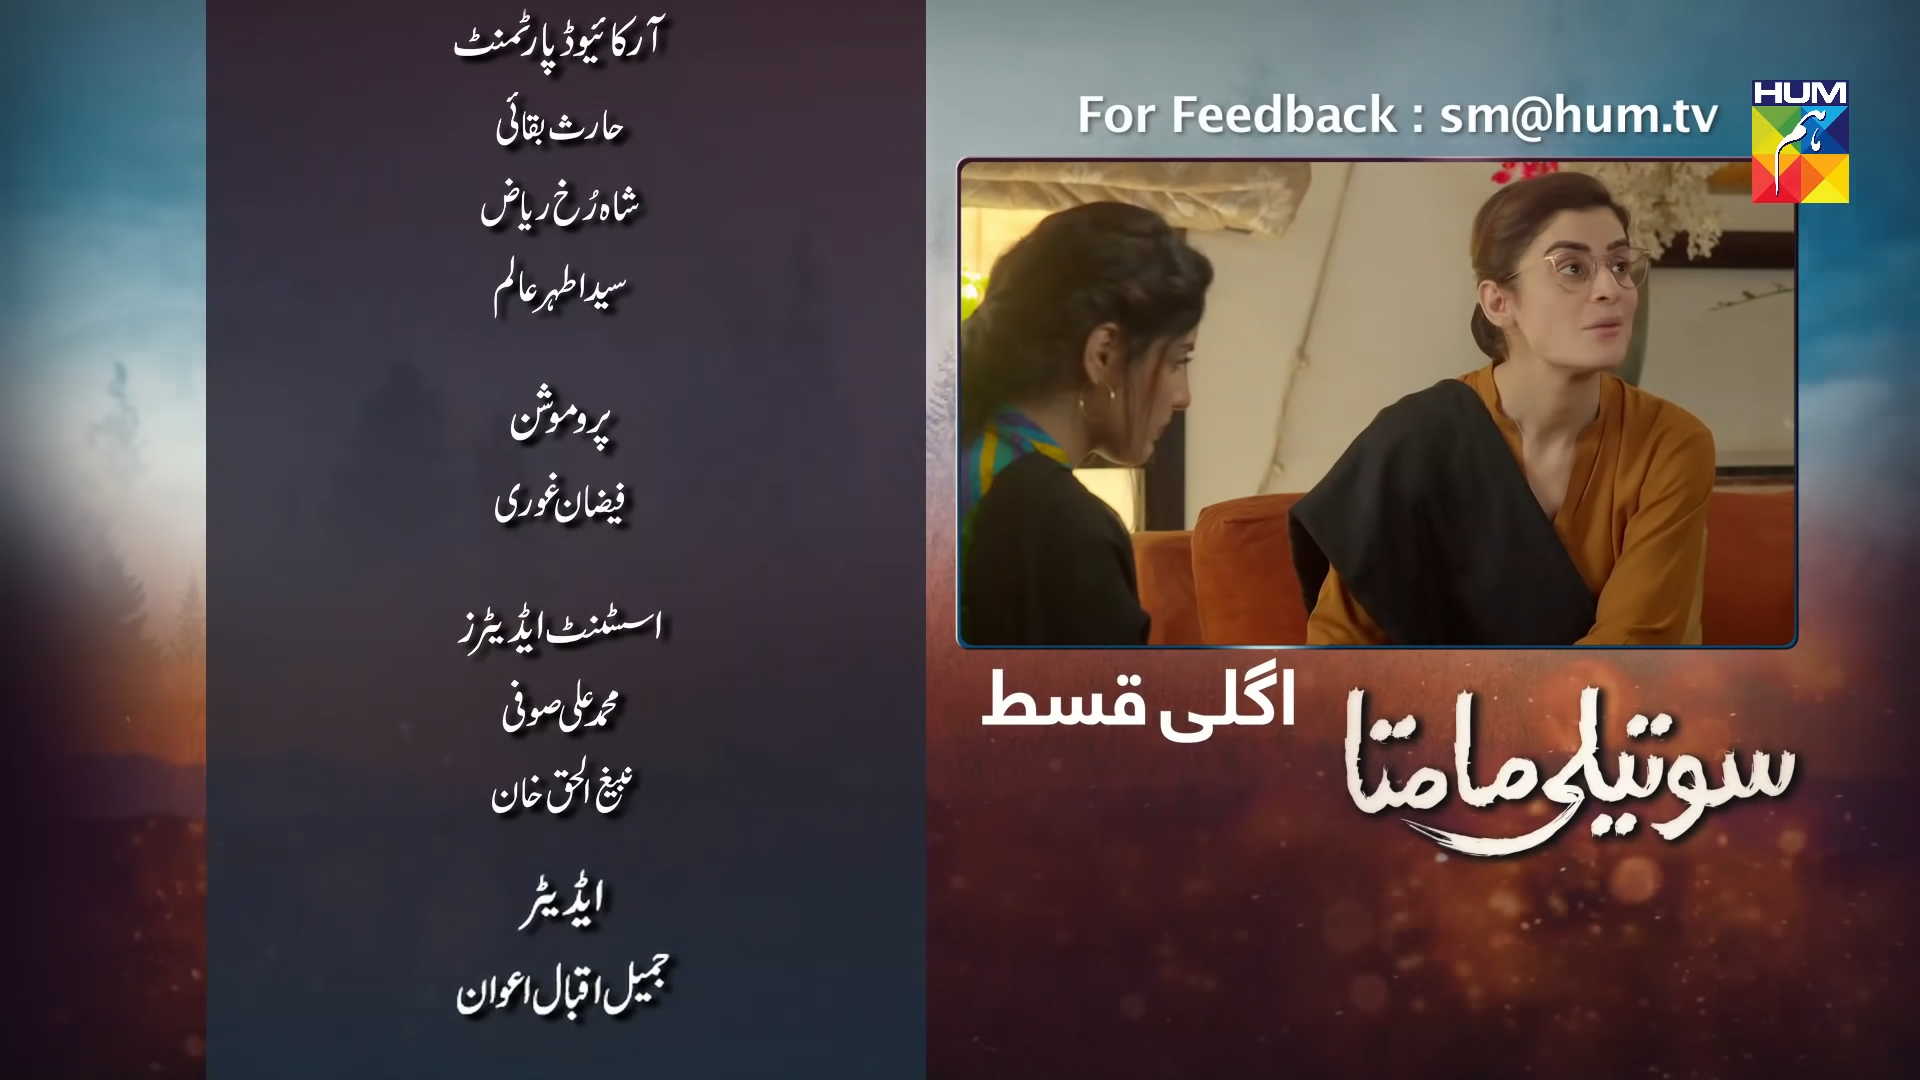 آرکائیو ڈپارٹمنٹ
حارث بقائی
شاہ رُخ ریاض
سید اطہر عالم
پروموشن
فیضان غوری
اسسٹنٹ ایڈیٹرز
محمد علی صوفی
نبیغ الحق خان
ایڈیٹر
جمیل اقبال اعوان
For Feedback : sm@hum.tv
HUM
ہم
اگلی قسط
سوتیلی مامتا